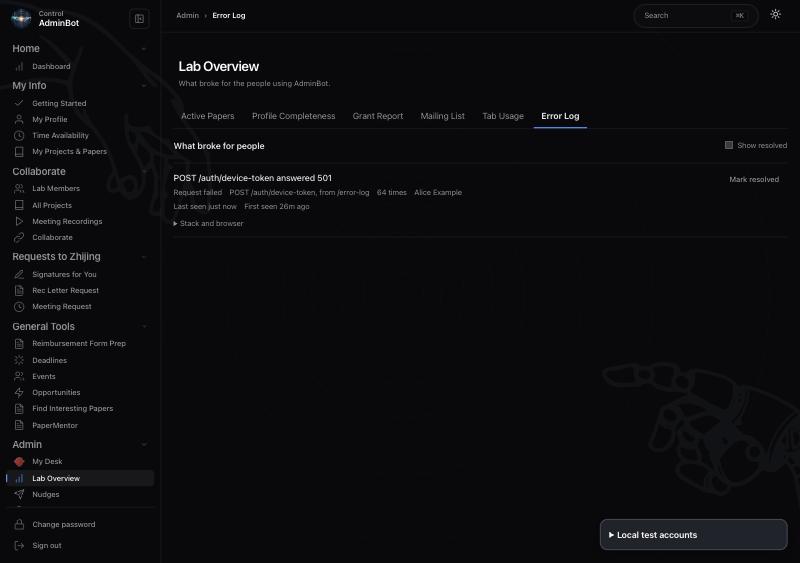 Control
AdminBot
Home
Dashboard
My Info
Getting Started
My Profile
Time Availability
My Projects & Papers
Collaborate
Lab Members
All Projects
Meeting Recordings
Collaborate
Requests to Zhijing
Signatures for You
Rec Letter Request
Meeting Request
General Tools
Reimbursement Form Prep
Deadlines
Events
Opportunities
Find Interesting Papers
PaperMentor
Admin
My Desk
Lab Overview
Nudges
Change password
Sign out
Admin › Error Log
Search ⌘K
Lab Overview
What broke for the people using AdminBot.
Active Papers Profile Completeness Grant Report Mailing List Tab Usage Error Log
What broke for people Show resolved
POST /auth/device-token answered 501 Mark resolved
Request failed POST /auth/device-token, from /error-log 64 times Alice Example
Last seen just now First seen 26m ago
Stack and browser
Local test accounts